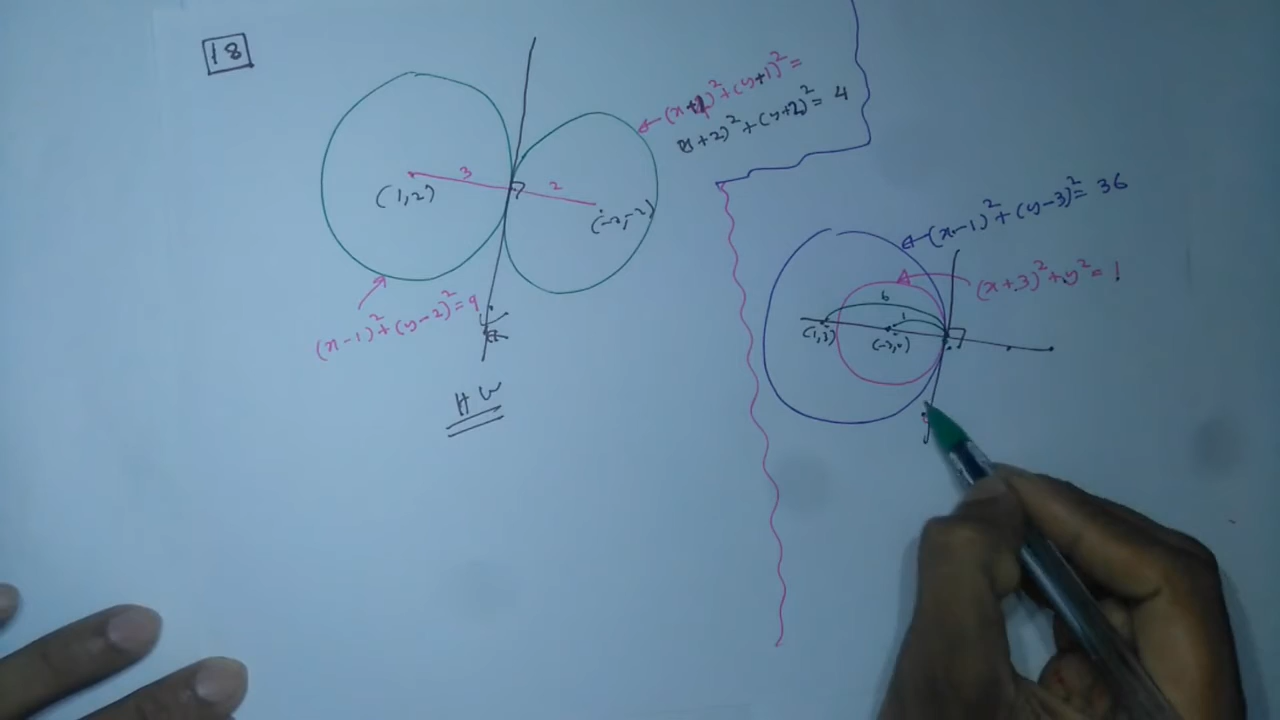 18
(x+1)²+(y+1)²=
(x+2)²+(y+2)²= 4
3
2
(1,2)
(-2,-2)
(x-1)²+(y-2)²=9
HW
(x-1)²+(y-3)²= 36
(x+3)²+y²= 1
6
1
(1,3)
(-3,0)